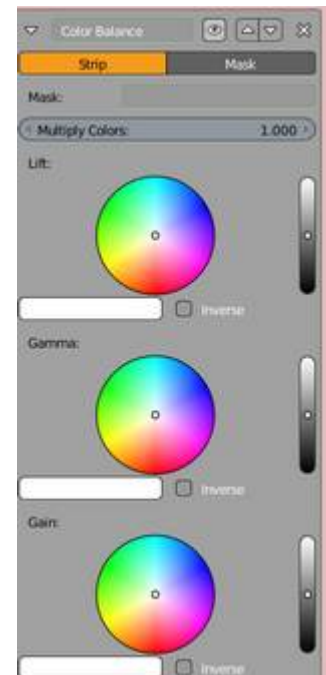 Color Balance
Strip Mask
Mask:
Multiply Colors: 1.000
Lift:
Inverse
Gamma:
Inverse
Gain:
Inverse